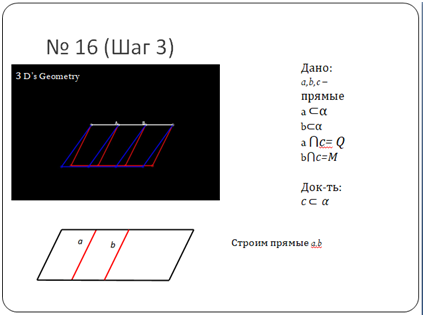 № 16 (Шаг 3)
3 D's Geometry
Дано:
a,b,c –
прямые
a ⊂α
b⊂α
a ⋂c= Q
b⋂c=M
Док-ть:
c ⊂ α
a
b
Строим прямые a,b